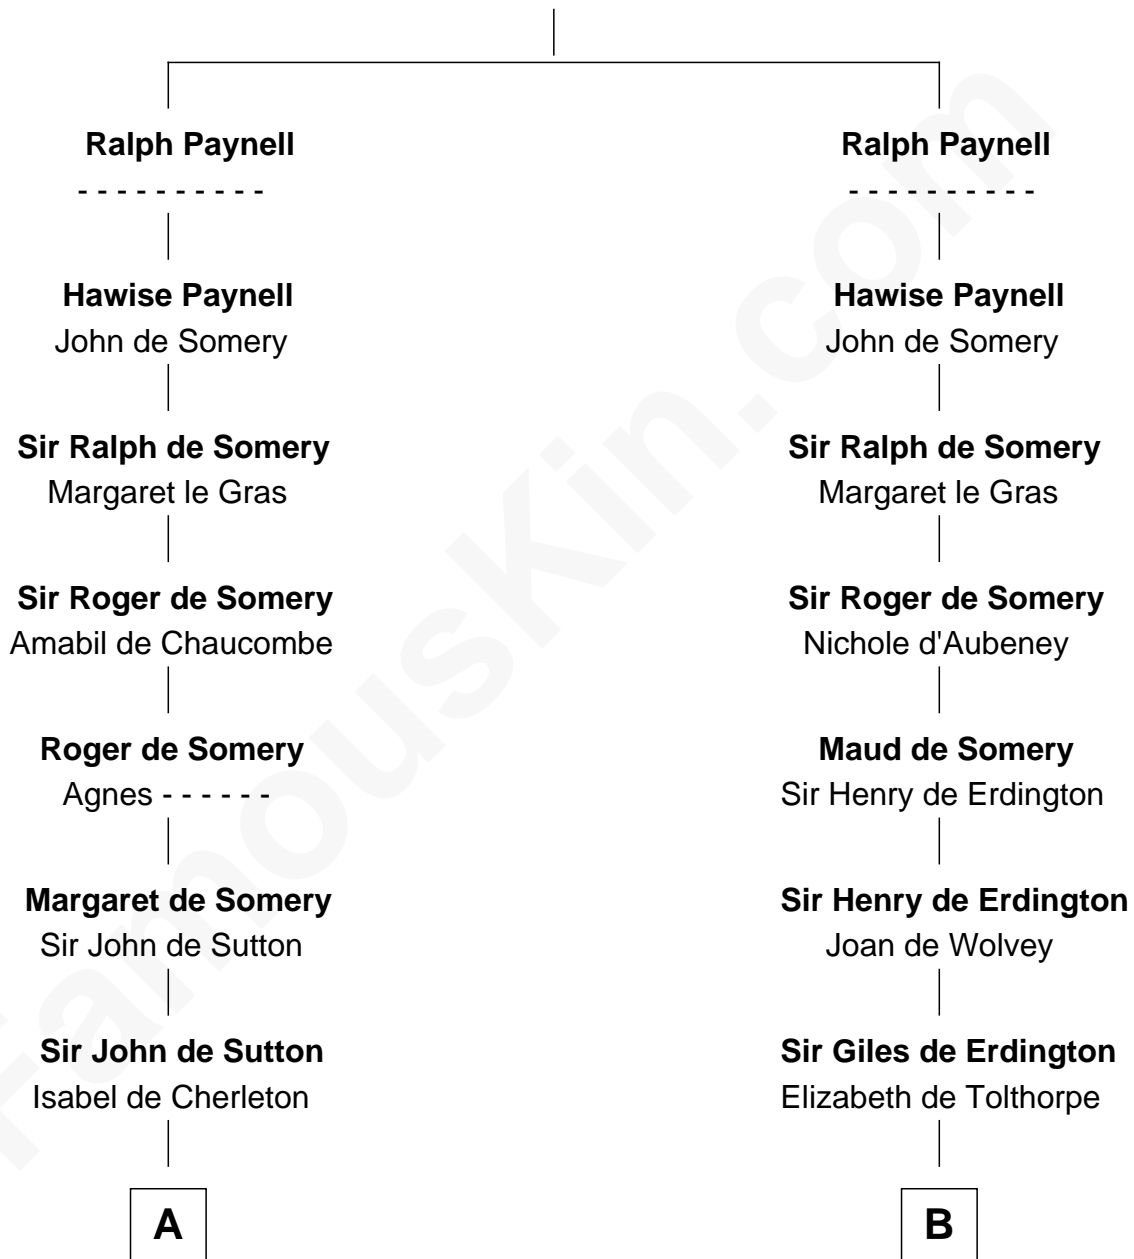 Ralph Paynell Ralph Paynell
- - - - - - - - - - - - - - - - - - - -
Hawise Paynell Hawise Paynell
John de Somery John de Somery
Sir Ralph de Somery Sir Ralph de Somery
Margaret le Gras Margaret le Gras
Sir Roger de Somery Sir Roger de Somery
Amabil de Chaucombe Nichole d'Aubeney
Roger de Somery Maud de Somery
Agnes - - - - - - Sir Henry de Erdington
Margaret de Somery Sir Henry de Erdington
Sir John de Sutton Joan de Wolvey
Sir John de Sutton Sir Giles de Erdington
Isabel de Cherleton Elizabeth de Tolthorpe
A B
FamousKin.com